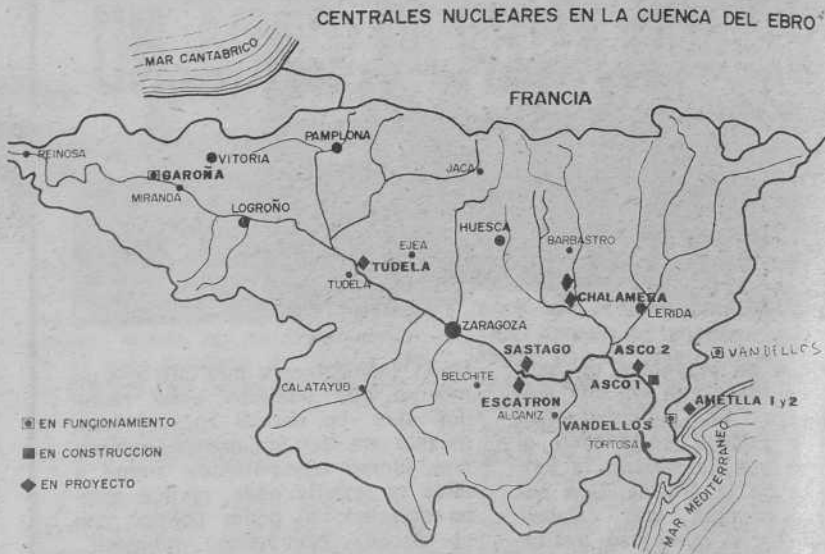 CENTRALES NUCLEARES EN LA CUENCA DEL EBRO
MAR CANTABRICO
FRANCIA
PAMPLONA
REINOSA
VITORIA
GAROÑA
JACA
MIRANDA
LOGROÑO
HUESCA
EJEA
BARBASTRO
TUDELA
TUDELA
CHALAMERA
LERIDA
ZARAGOZA
SASTAGO
ASCO 2
VANDELLÓS
CALATAYUD
BELCHITE
ASCO 1
ESCATRON
AMETLLA 1 y 2
ALCANIZ
VANDELLOS
EN FUNCIONAMIENTO
TORTOSA
EN CONSTRUCCION
EN PROYECTO
MAR MEDITERRANEO